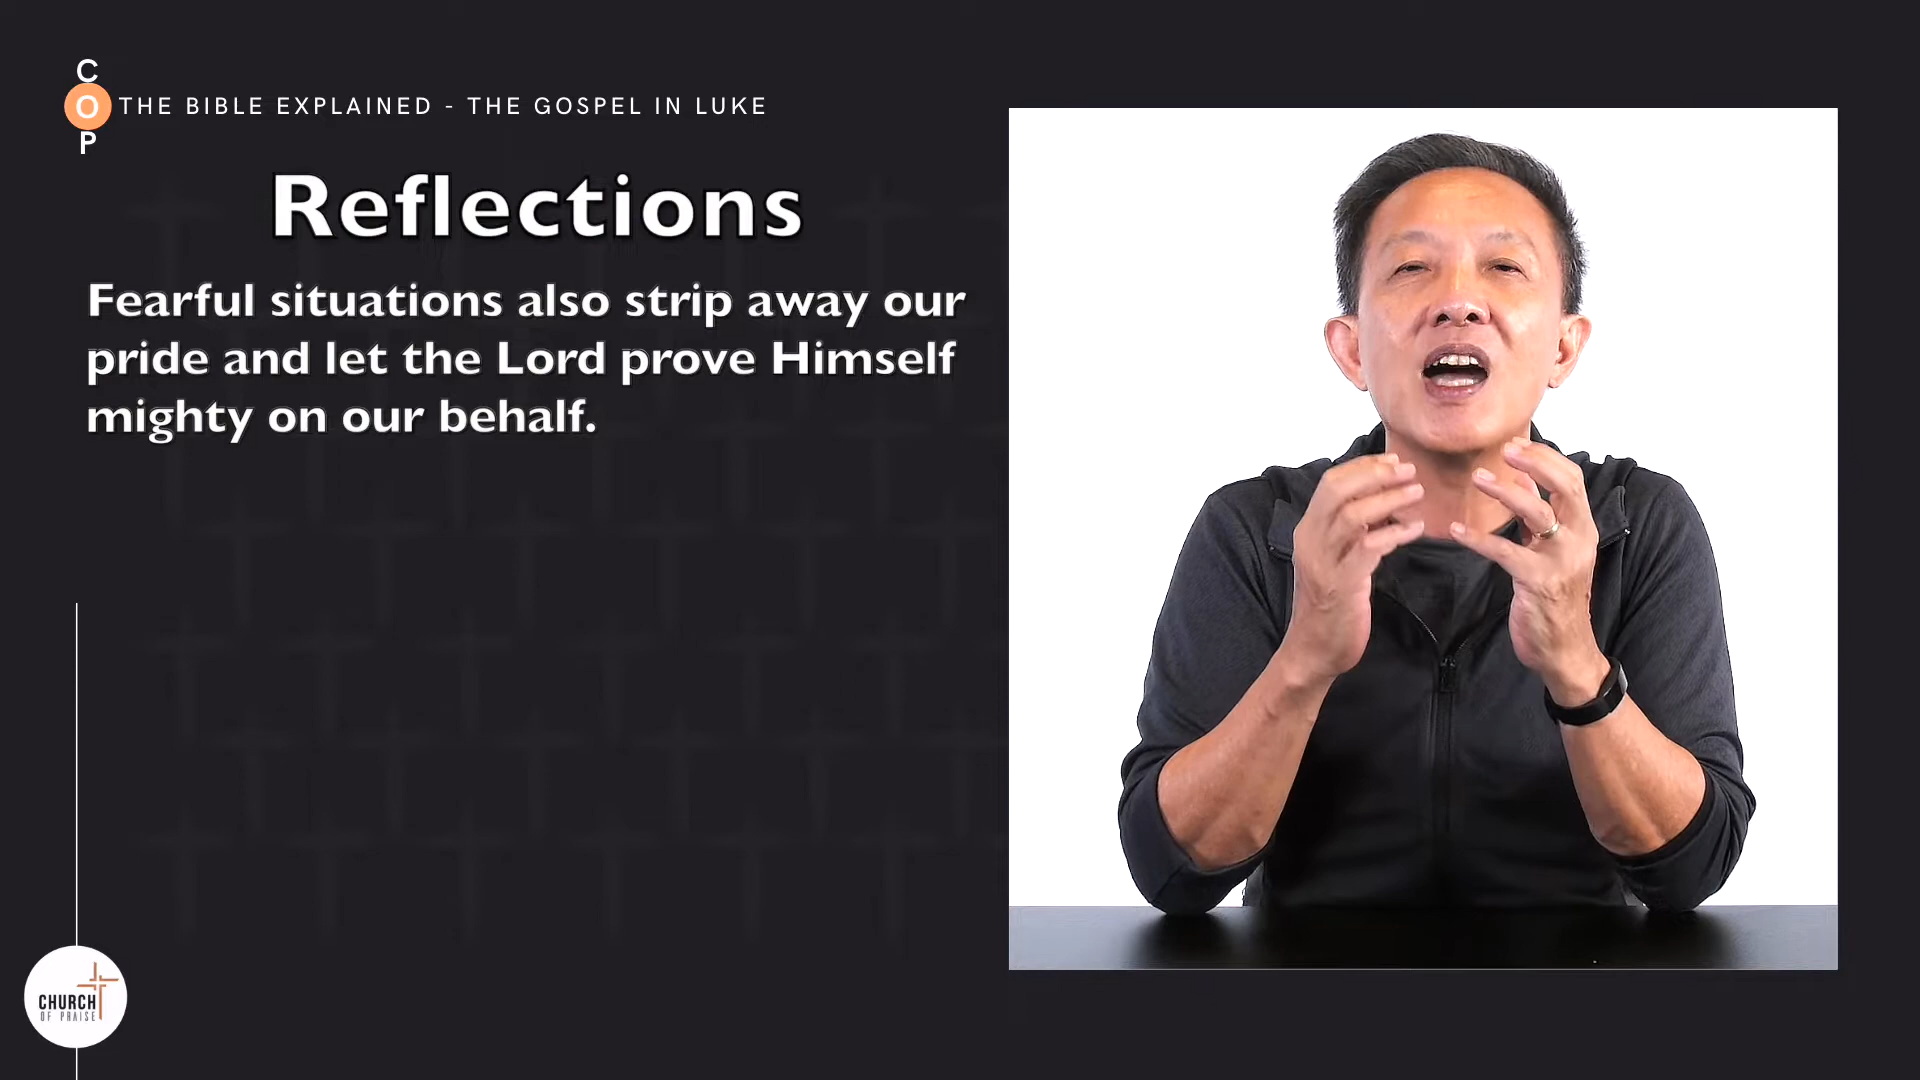 C
O
P
THE BIBLE EXPLAINED - THE GOSPEL IN LUKE
Reflections
Fearful situations also strip away our
pride and let the Lord prove Himself
mighty on our behalf.
CHURCH
OF PRAISE